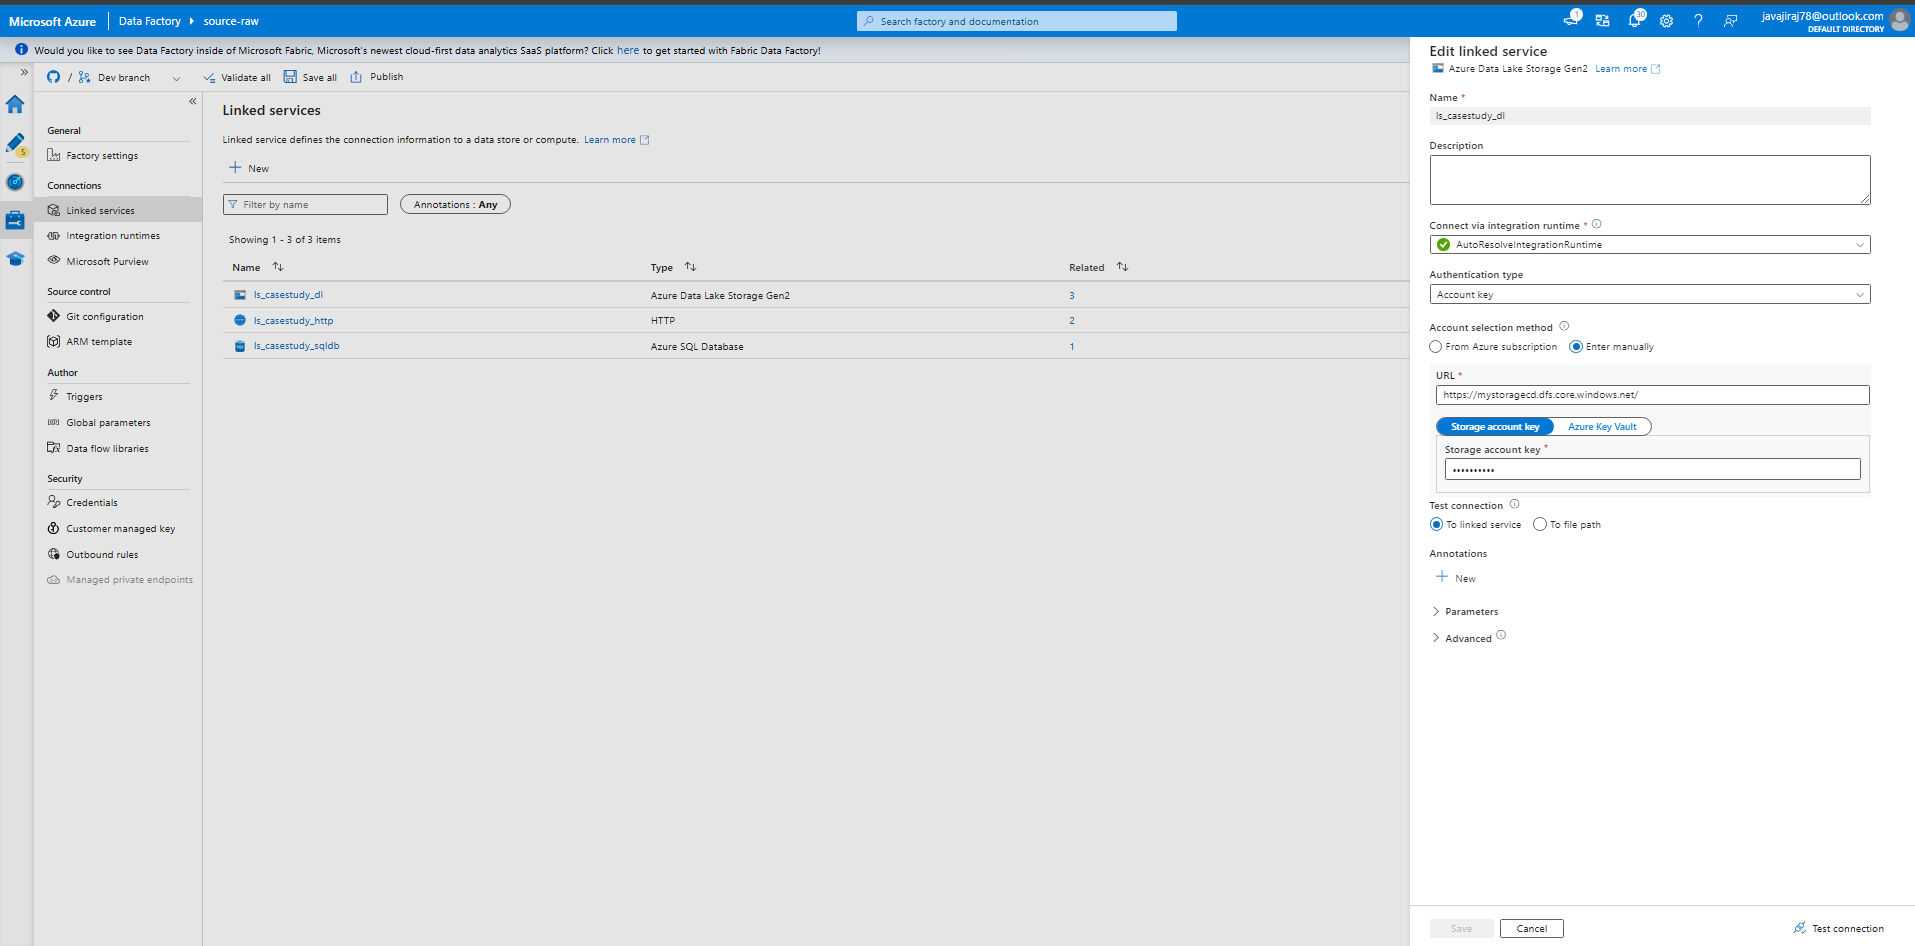 Microsoft Azure Data Factory source-raw
Search factory and documentation
1
30
javajiraj78@outlook.com
DEFAULT DIRECTORY
Would you like to see Data Factory inside of Microsoft Fabric, Microsoft's newest cloud-first data analytics SaaS platform? Click here to get started with Fabric Data Factory!
/ Dev branch Validate all Save all Publish
5
General
Factory settings
Connections
Linked services
Integration runtimes
Microsoft Purview
Source control
Git configuration
ARM template
Author
Triggers
Global parameters
Data flow libraries
Security
Credentials
Customer managed key
Outbound rules
Managed private endpoints
Linked services
Linked service defines the connection information to a data store or compute. Learn more
New
Filter by name
Annotations : Any
Showing 1 - 3 of 3 items
Name Type Related
ls_casestudy_dl Azure Data Lake Storage Gen2 3
ls_casestudy_http HTTP 2
ls_casestudy_sqldb Azure SQL Database 1
Edit linked service
Azure Data Lake Storage Gen2 Learn more
Name *
ls_casestudy_dl
Description
Connect via integration runtime *
AutoResolveIntegrationRuntime
Authentication type
Account key
Account selection method
From Azure subscription Enter manually
URL *
https://mystoragecd.dfs.core.windows.net/
Storage account key Azure Key Vault
Storage account key *
••••••••••
Test connection
To linked service To file path
Annotations
New
Parameters
Advanced
Save Cancel Test connection